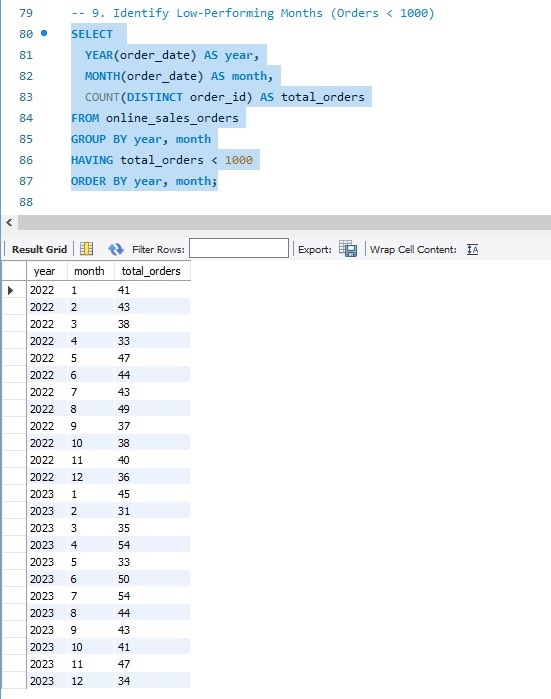 79 -- 9. Identify Low-Performing Months (Orders < 1000)
80 SELECT
81 YEAR(order_date) AS year,
82 MONTH(order_date) AS month,
83 COUNT(DISTINCT order_id) AS total_orders
84 FROM online_sales_orders
85 GROUP BY year, month
86 HAVING total_orders < 1000
87 ORDER BY year, month;
88
Result Grid Filter Rows: Export: Wrap Cell Content: IA
year month total_orders
2022 1 41
2022 2 43
2022 3 38
2022 4 33
2022 5 47
2022 6 44
2022 7 43
2022 8 49
2022 9 37
2022 10 38
2022 11 40
2022 12 36
2023 1 45
2023 2 31
2023 3 35
2023 4 54
2023 5 33
2023 6 50
2023 7 54
2023 8 44
2023 9 43
2023 10 41
2023 11 47
2023 12 34